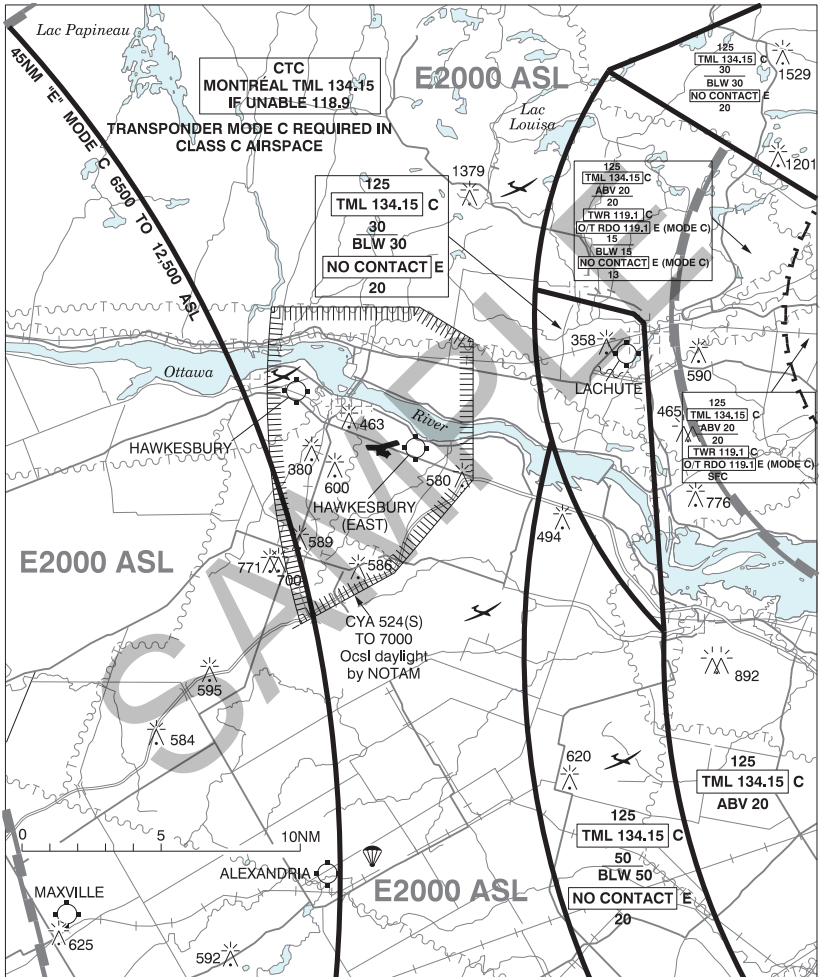 Lac Papineau
45NM "E" MODE C 6500 TO 12,500 ASL
CTC
MONTRÉAL TML 134.15
IF UNABLE 118.9
TRANSPONDER MODE C REQUIRED IN
CLASS C AIRSPACE
E2000 ASL
Lac
Louisa
125
TML 134.15 C
30
BLW 30
NO CONTACT E
20
1529
1201
1379
125
TML 134.15 C
30
BLW 30
NO CONTACT E
20
125
TML 134.15 C
ABV 20
20
TWR 119.1 C
O/T RDO 119.1 E (MODE C)
15
BLW 15
NO CONTACT E (MODE C)
13
358
LACHUTE
590
Ottawa
River
HAWKESBURY
463
380
600
HAWKESBURY
(EAST)
580
465
125
TML 134.15 C
ABV 20
20
TWR 119.1 C
O/T RDO 119.1 E (MODE C)
SFC
776
494
589
771
700
586
E2000 ASL
CYA 524(S)
TO 7000
Ocsl daylight
by NOTAM
595
584
892
620
125
TML 134.15 C
ABV 20
125
TML 134.15 C
50
BLW 50
NO CONTACT E
20
0 5 10NM
ALEXANDRIA
E2000 ASL
MAXVILLE
625
592
SAMPLE